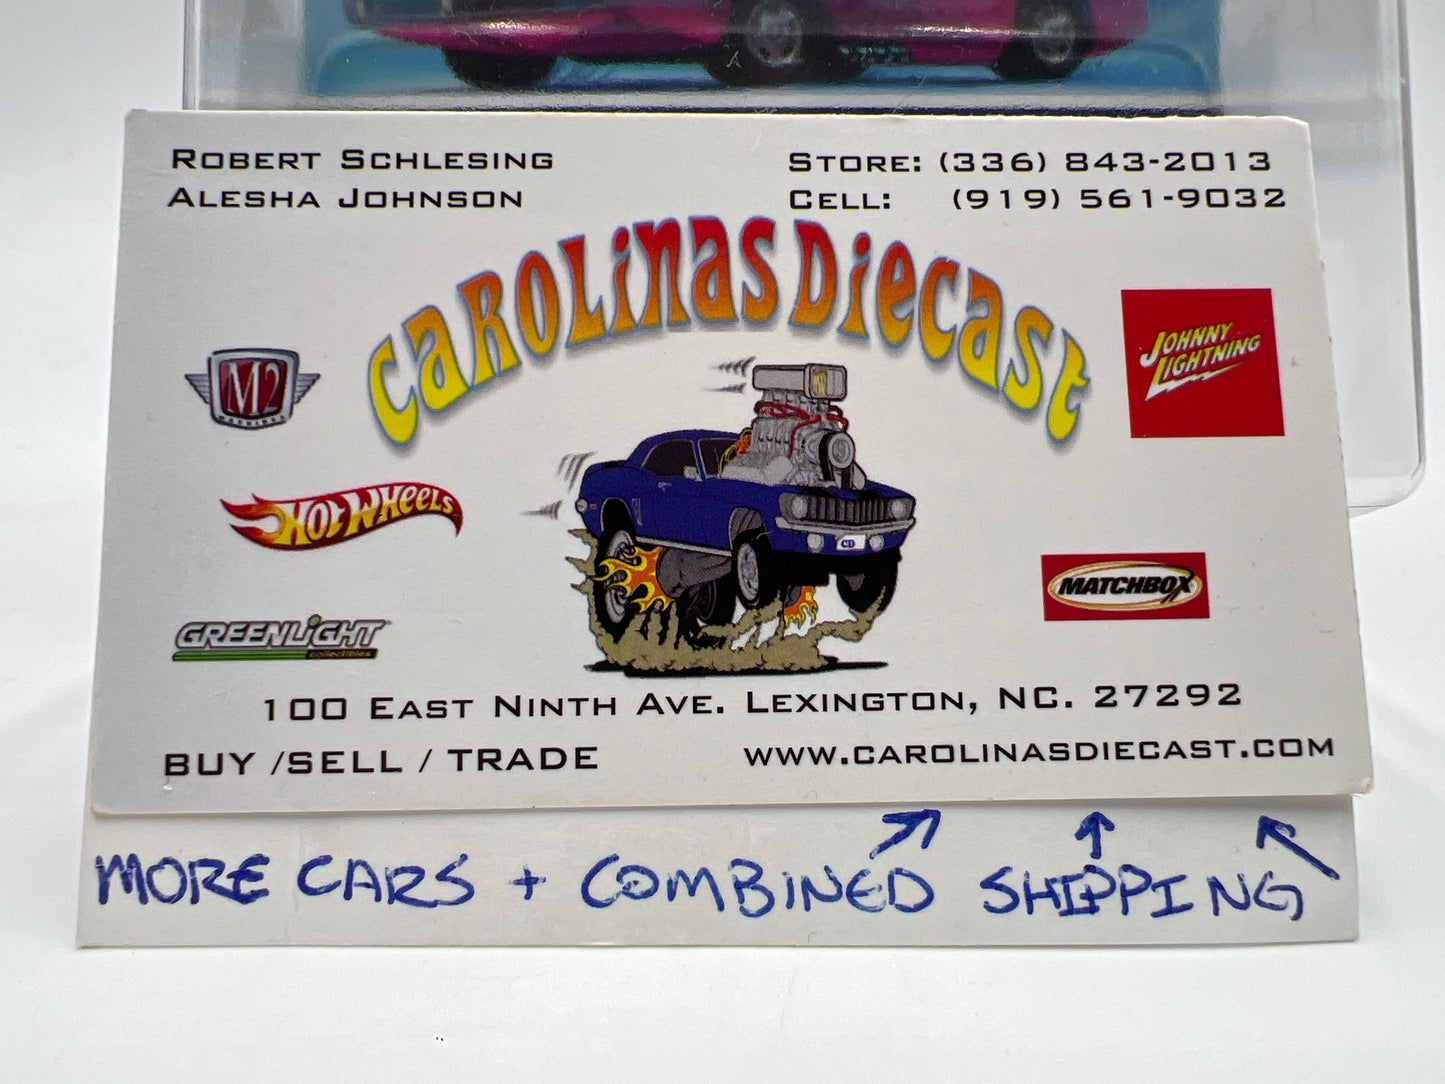 ROBERT SCHLESING
ALESHA JOHNSON
STORE: (336) 843-2013
CELL: (919) 561-9032
CAROLINAS DIECAST
M2
MACHINES
JOHNNY
LIGHTNING
HOT WHEELS
CD
MATCHBOX
GREENLIGHT
collectibles
100 EAST NINTH AVE. LEXINGTON, NC. 27292
BUY /SELL / TRADE
WWW.CAROLINASDIECAST.COM
MORE CARS + COMBINED SHIPPING